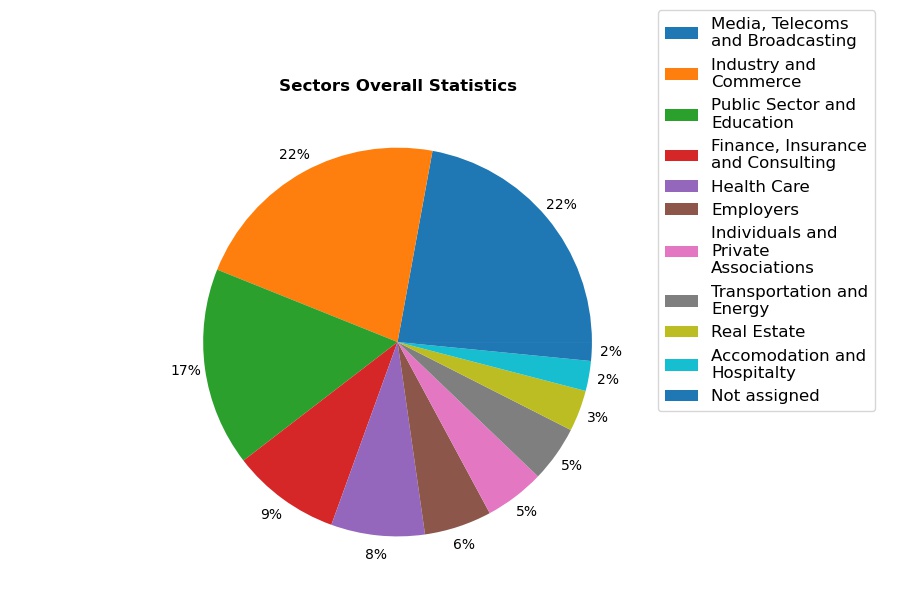 Sectors Overall Statistics
22%
22%
17%
9%
8%
6%
5%
5%
3%
2%
2%
Media, Telecoms
and Broadcasting
Industry and
Commerce
Public Sector and
Education
Finance, Insurance
and Consulting
Health Care
Employers
Individuals and
Private
Associations
Transportation and
Energy
Real Estate
Accomodation and
Hospitalty
Not assigned